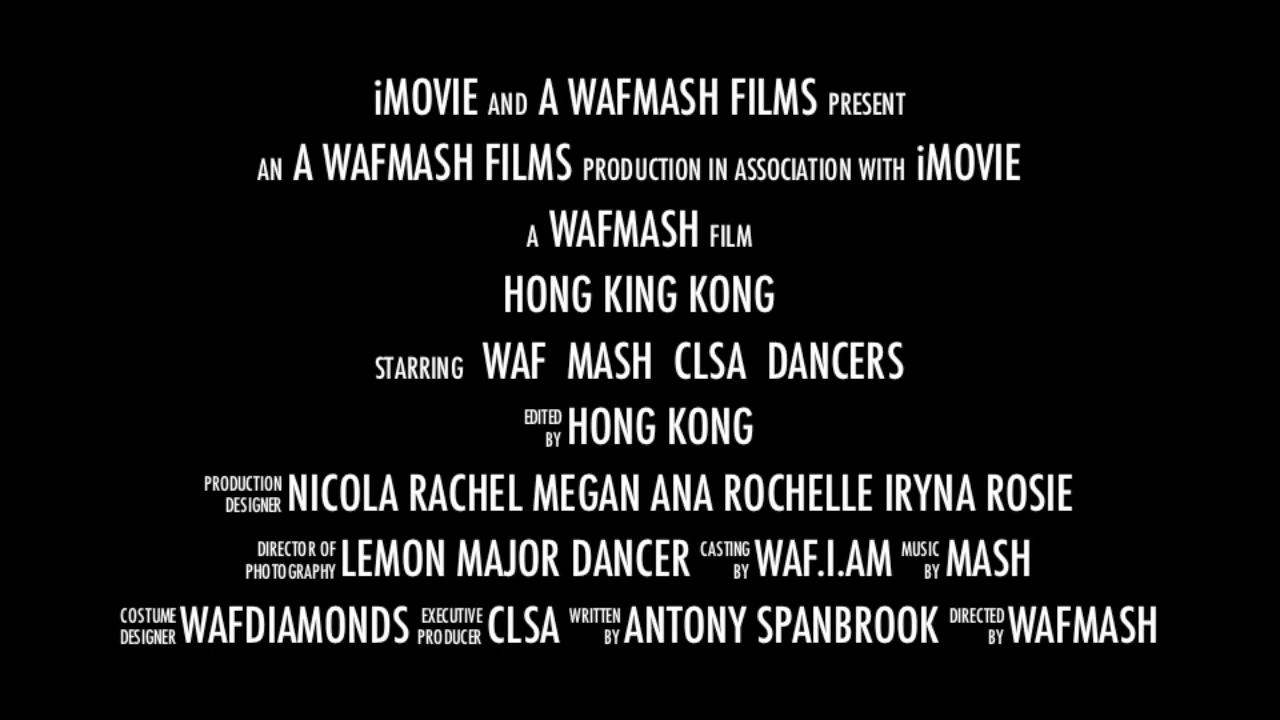 iMOVIE AND A WAFMASH FILMS PRESENT
AN A WAFMASH FILMS PRODUCTION IN ASSOCIATION WITH iMOVIE
A WAFMASH FILM
HONG KING KONG
STARRING WAF MASH CLSA DANCERS
EDITED BY HONG KONG
PRODUCTION DESIGNER NICOLA RACHEL MEGAN ANA ROCHELLE IRYNA ROSIE
DIRECTOR OF PHOTOGRAPHY LEMON MAJOR DANCER CASTING BY WAF.I.AM MUSIC BY MASH
COSTUME DESIGNER WAFDIAMONDS EXECUTIVE PRODUCER CLSA WRITTEN BY ANTONY SPANBROOK DIRECTED BY WAFMASH